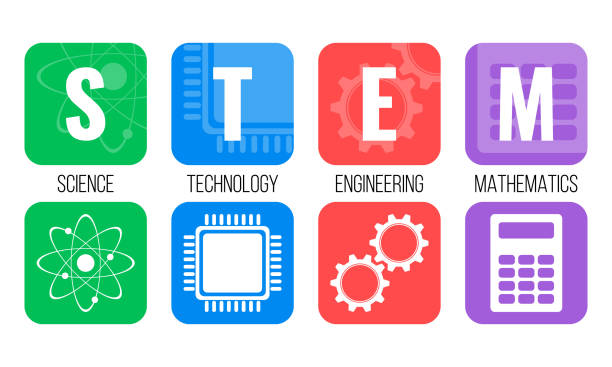 S T E M
SCIENCE TECHNOLOGY ENGINEERING MATHEMATICS